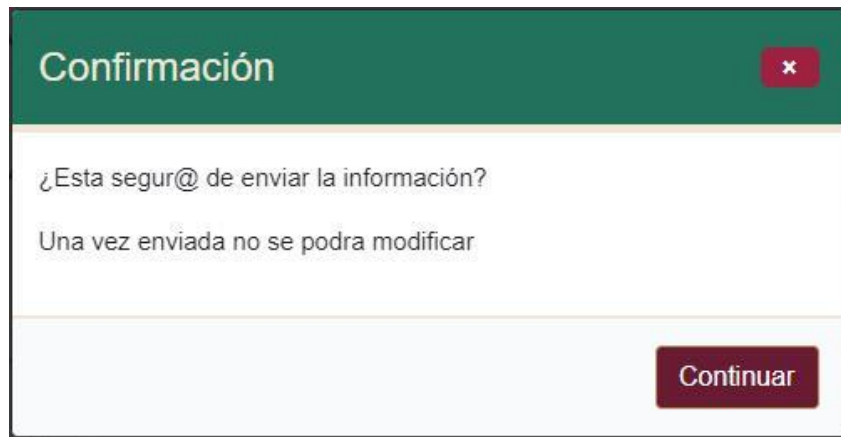 Confirmación
¿Esta segur@ de enviar la información?
Una vez enviada no se podra modificar
Continuar